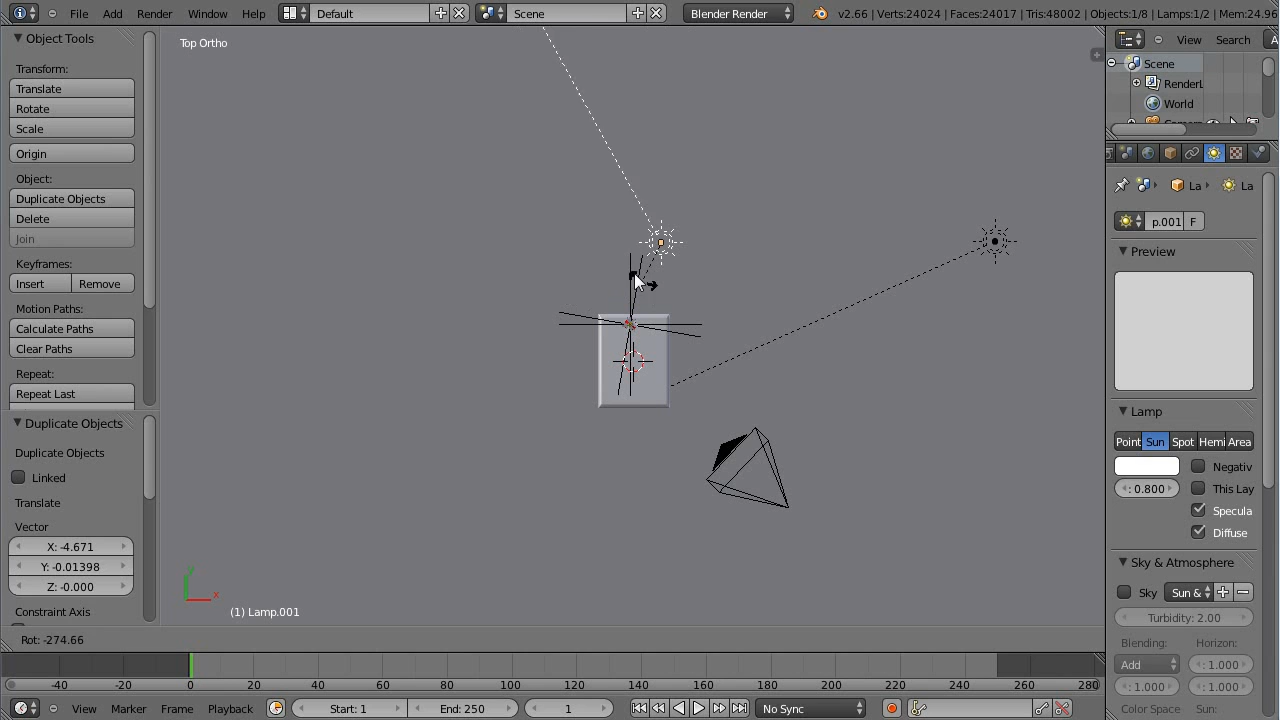 File Add Render Window Help Default Scene Blender Render v2.66 | Verts:24024 | Faces:24017 | Tris:48002 | Objects:1/8 | Lamps:1/2 | Mem:24.96
Object Tools
Transform:
Translate
Rotate
Scale
Origin
Object:
Duplicate Objects
Delete
Join
Keyframes:
Insert Remove
Motion Paths:
Calculate Paths
Clear Paths
Repeat:
Repeat Last
Duplicate Objects
Duplicate Objects
Linked
Translate
Vector
X: -4.671
Y: -0.01398
Z: -0.000
Constraint Axis
Top Ortho
y
x
(1) Lamp.001
Rot: -274.66
View Search
Scene
RenderL
World
La La
p.001 F
Preview
Lamp
Point Sun Spot Hemi Area
Negativ
: 0.800 This Lay
Specula
Diffuse
Sky & Atmosphere
Sky Sun &
Turbidity: 2.00
Blending: Horizon:
Add : 1.000
: 1.000 : 1.000
Color Space Sun:
-40 -20 0 20 40 60 80 100 120 140 160 180 200 220 240 260 280
View Marker Frame Playback Start: 1 End: 250 1 No Sync